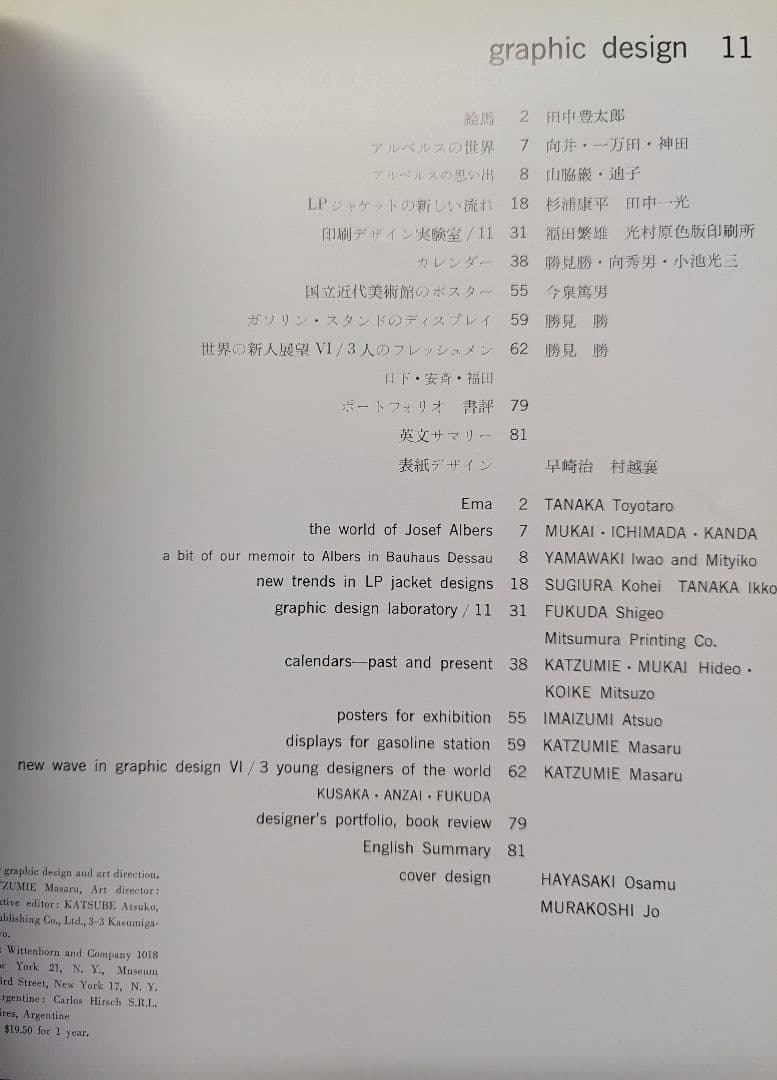 graphic design 11
絵馬 2 田中豊太郎
アルベルスの世界 7 向井・一万田・神田
アルベルスの思い出 8 山脇巌・迪子
LPジャケットの新しい流れ 18 杉浦康平 田中一光
印刷デザイン実験室/11 31 福田繁雄 光村原色版印刷所
カレンダー 38 勝見勝・向秀男・小池光三
国立近代美術館のポスター 55 今泉篤男
ガソリン・スタンドのディスプレイ 59 勝見 勝
世界の新人展望 VI/3人のフレッシュメン 62 勝見 勝
日下・安斉・福田
ポートフォリオ 書評 79
英文サマリー 81
表紙デザイン 早崎治 村越襄
Ema 2 TANAKA Toyotaro
the world of Josef Albers 7 MUKAI・ICHIMADA・KANDA
a bit of our memoir to Albers in Bauhaus Dessau 8 YAMAWAKI Iwao and Mityiko
new trends in LP jacket designs 18 SUGIURA Kohei TANAKA Ikko
graphic design laboratory / 11 31 FUKUDA Shigeo
Mitsumura Printing Co.
calendars—past and present 38 KATZUMIE・MUKAI Hideo・
KOIKE Mitsuzo
posters for exhibition 55 IMAIZUMI Atsuo
displays for gasoline station 59 KATZUMIE Masaru
new wave in graphic design VI / 3 young designers of the world 62 KATZUMIE Masaru
KUSAKA・ANZAI・FUKUDA
designer's portfolio, book review 79
English Summary 81
cover design HAYASAKI Osamu
MURAKOSHI Jo
graphic design and art direction.
ZUMIE Masaru, Art director:
tive editor: KATSUBE Atsuko,
ublishing Co., Ltd., 3-3 Kasumiga-
: Wittenborn and Company 1018
York 21, N. Y., Museum
3rd Street, New York 17, N. Y.
rgentine: Carlos Hirsch S.R.L.
ires, Argentine
$19.50 for 1 year.